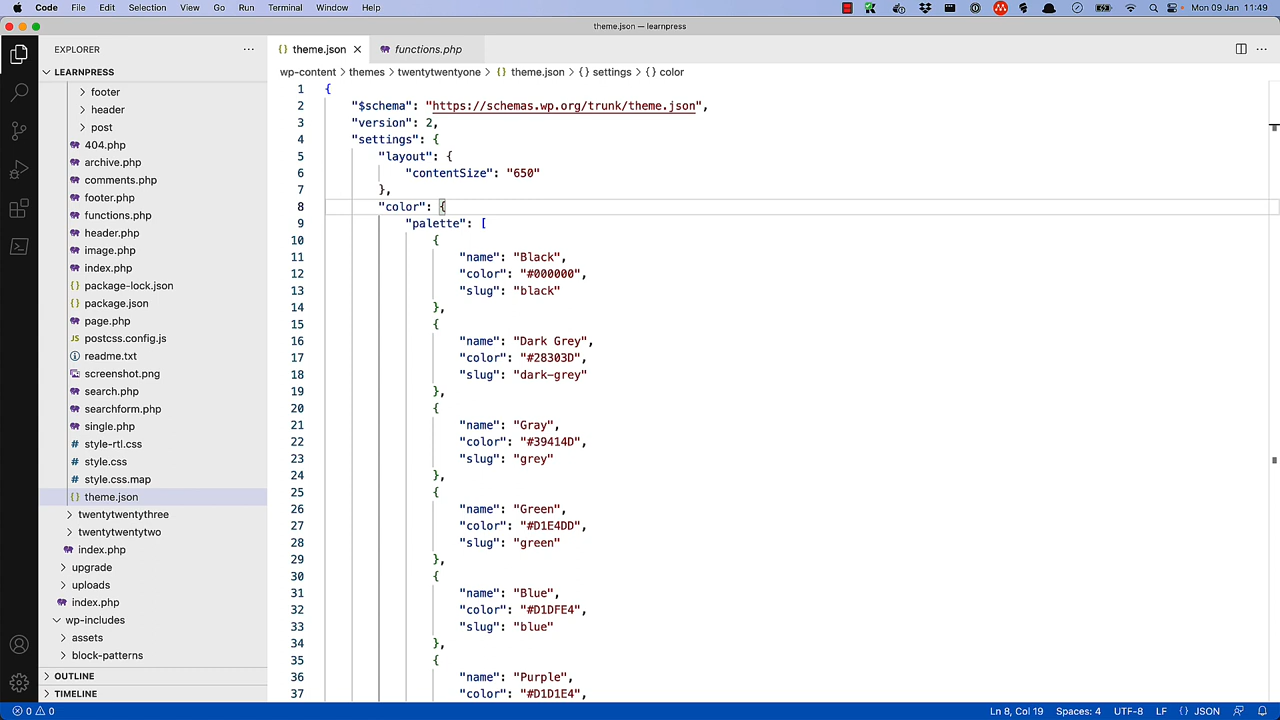 Code File Edit Selection View Go Run Terminal Window Help Mon 09 Jan. 11:49
theme.json — learnpress
EXPLORER
LEARNPRESS
footer
header
post
404.php
archive.php
comments.php
footer.php
functions.php
header.php
image.php
index.php
package-lock.json
package.json
page.php
JS postcss.config.js
readme.txt
screenshot.png
search.php
searchform.php
single.php
# style-rtl.css
# style.css
# style.css.map
{} theme.json
twentytwentythree
twentytwentytwo
index.php
upgrade
uploads
index.php
wp-includes
assets
block-patterns
OUTLINE
TIMELINE
{} theme.json functions.php
wp-content > themes > twentytwentyone > {} theme.json > {} settings > {} color
1 {
2 "$schema": "https://schemas.wp.org/trunk/theme.json",
3 "version": 2,
4 "settings": {
5 "layout": {
6 "contentSize": "650"
7 },
8 "color": {
9 "palette": [
10 {
11 "name": "Black",
12 "color": "#000000",
13 "slug": "black"
14 },
15 {
16 "name": "Dark Grey",
17 "color": "#28303D",
18 "slug": "dark-grey"
19 },
20 {
21 "name": "Gray",
22 "color": "#39414D",
23 "slug": "grey"
24 },
25 {
26 "name": "Green",
27 "color": "#D1E4DD",
28 "slug": "green"
29 },
30 {
31 "name": "Blue",
32 "color": "#D1DFE4",
33 "slug": "blue"
34 },
35 {
36 "name": "Purple",
37 "color": "#D1D1E4",
0 0 Ln 8, Col 19 Spaces: 4 UTF-8 LF {} JSON